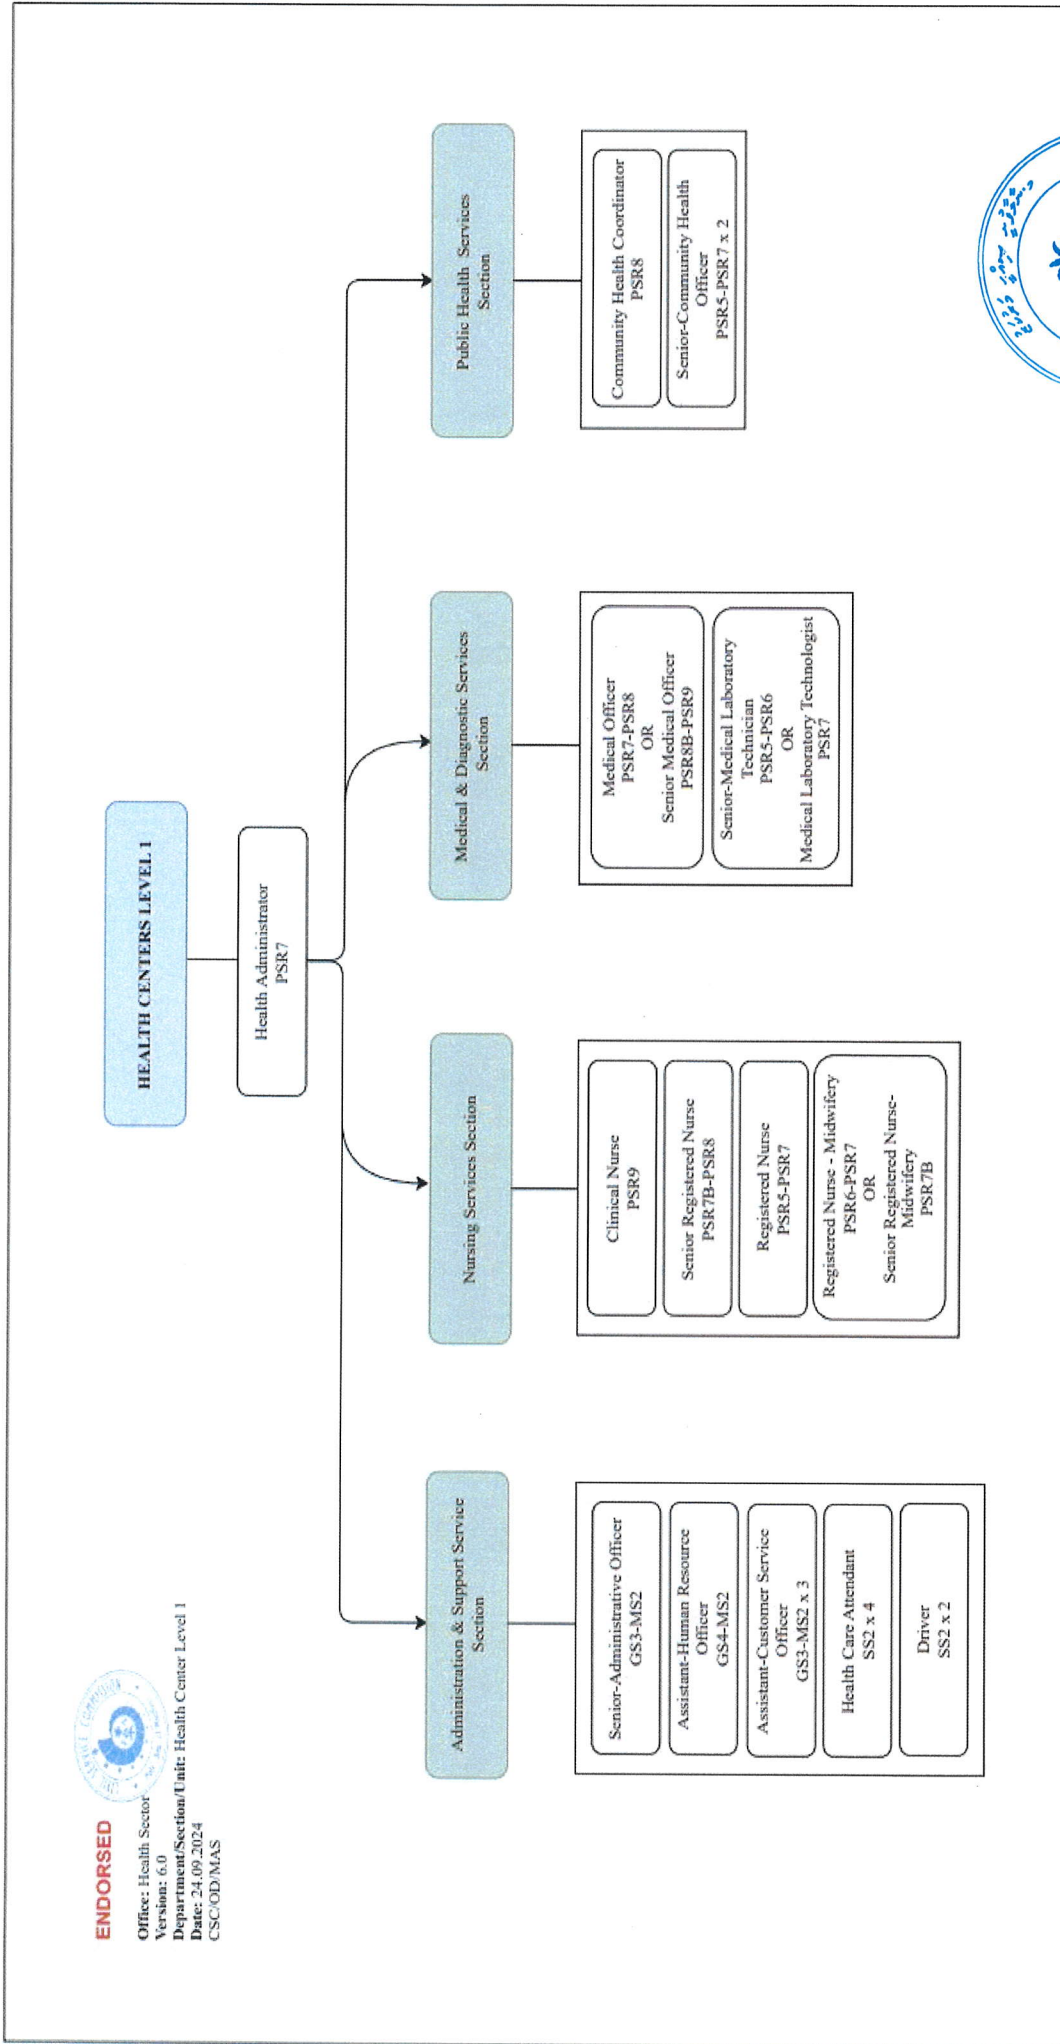 ENDORSED
Office: Health Sector
Version: 6.0
Department/Section/Unit: Health Center Level 1
Date: 24.09.2024
CSC/OD/MAS
CIVIL SERVICE COMMISSION
HEALTH CENTERS LEVEL 1
Health Administrator
PSR7
Administration & Support Service
Section
Senior-Administrative Officer
GS3-MS2
Assistant-Human Resource
Officer
GS4-MS2
Assistant-Customer Service
Officer
GS3-MS2 x 3
Health Care Attendant
SS2 x 4
Driver
SS2 x 2
Nursing Services Section
Clinical Nurse
PSR9
Senior Registered Nurse
PSR7B-PSR8
Registered Nurse
PSR5-PSR7
Registered Nurse - Midwifery
PSR6-PSR7
OR
Senior Registered Nurse-
Midwifery
PSR7B
Medical & Diagnostic Services
Section
Medical Officer
PSR7-PSR8
OR
Senior Medical Officer
PSR8B-PSR9
Senior-Medical Laboratory
Technician
PSR5-PSR6
OR
Medical Laboratory Technologist
PSR7
Public Health Services
Section
Community Health Coordinator
PSR8
Senior-Community Health
Officer
PSR5-PSR7 x 2